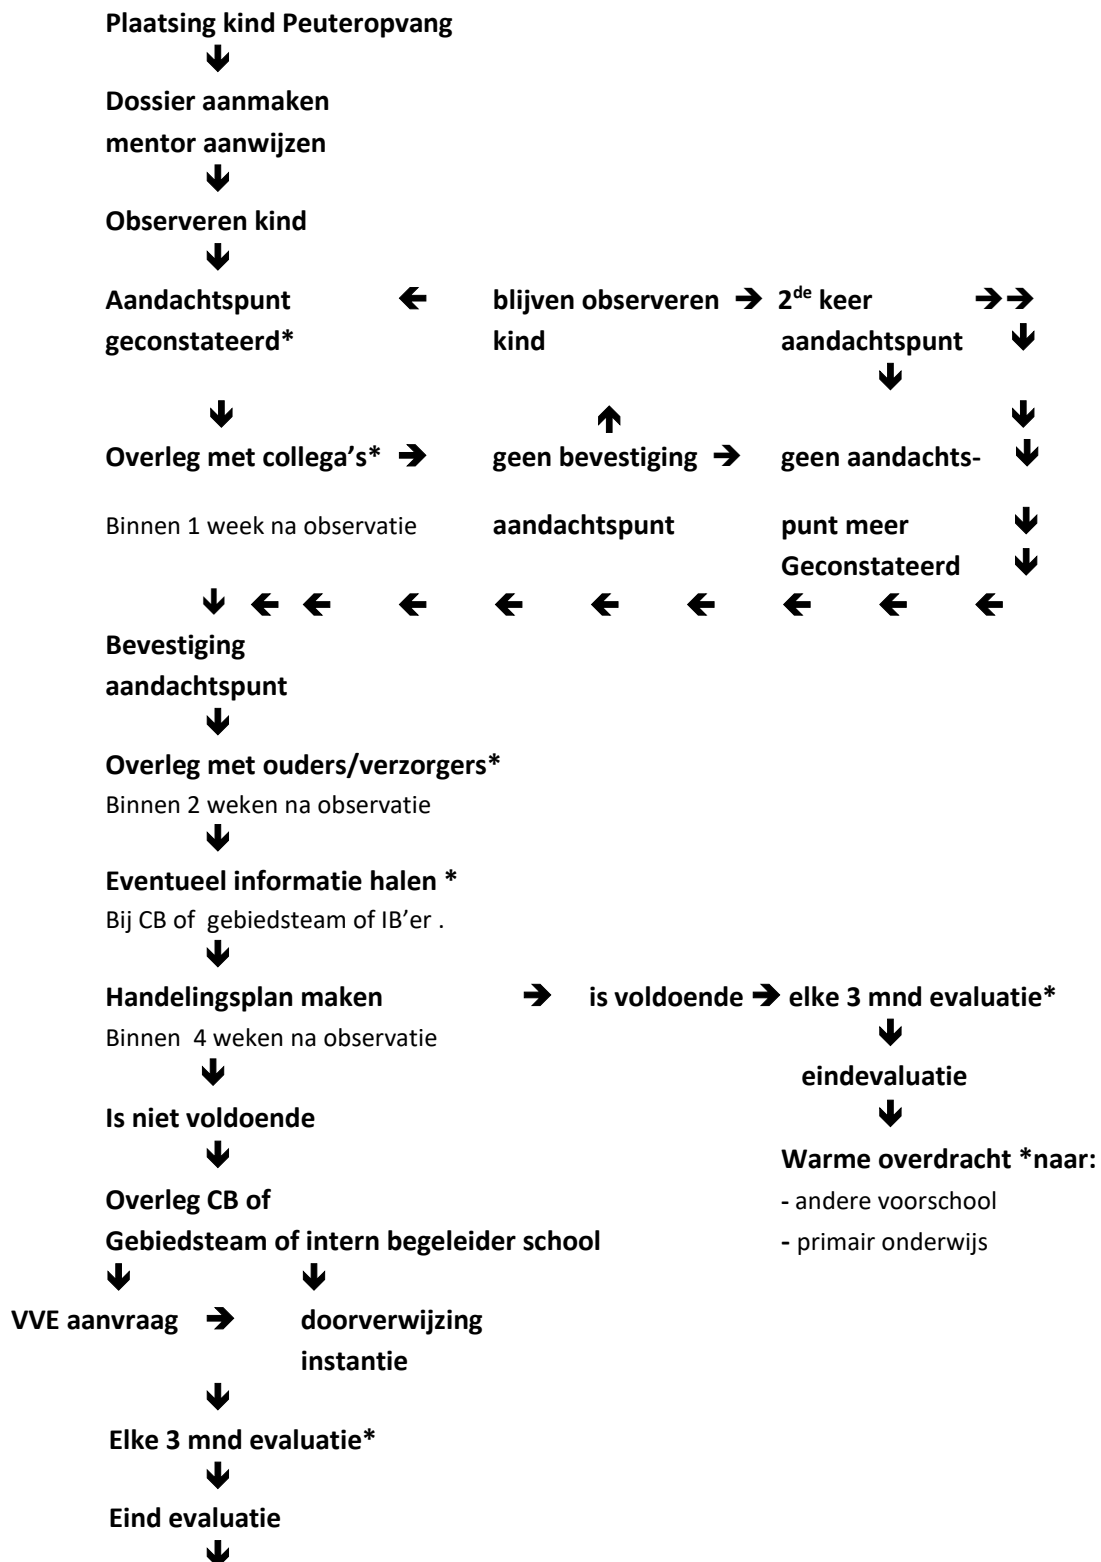 Plaatsing kind Peuteropvang
🡻
Dossier aanmaken
mentor aanwijzen
🡻
Observeren kind
🡻
Aandachtspunt 🡸 blijven observeren 🡺 2de keer 🡺🡺
geconstateerd* kind aandachtspunt 🡻
🡻
🡻 🡹 🡻
Overleg met collega’s* 🡺 geen bevestiging 🡺 geen aandachts- 🡻
Binnen 1 week na observatie aandachtspunt punt meer 🡻
Geconstateerd 🡻
🡻 🡸 🡸 🡸 🡸 🡸 🡸 🡸 🡸 🡸
Bevestiging
aandachtspunt
🡻
Overleg met ouders/verzorgers*
Binnen 2 weken na observatie
🡻
Eventueel informatie halen *
Bij CB of gebiedsteam of IB’er .
🡻
Handelingsplan maken 🡺 is voldoende 🡺 elke 3 mnd evaluatie*
Binnen 4 weken na observatie 🡻
🡻 eindevaluatie
Is niet voldoende 🡻
🡻 Warme overdracht *naar:
Overleg CB of - andere voorschool
Gebiedsteam of intern begeleider school - primair onderwijs
🡻 🡻
VVE aanvraag 🡺 doorverwijzing
instantie
🡻
Elke 3 mnd evaluatie*
🡻
Eind evaluatie
🡻